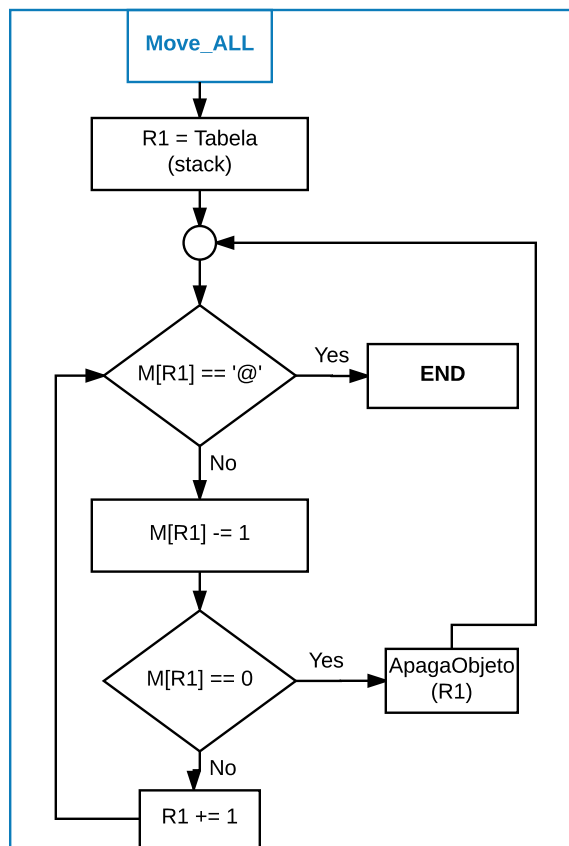 Move_ALL
R1 = Tabela
(stack)
M[R1] == '@'
Yes
END
No
M[R1] -= 1
M[R1] == 0
Yes
ApagaObjeto
(R1)
No
R1 += 1